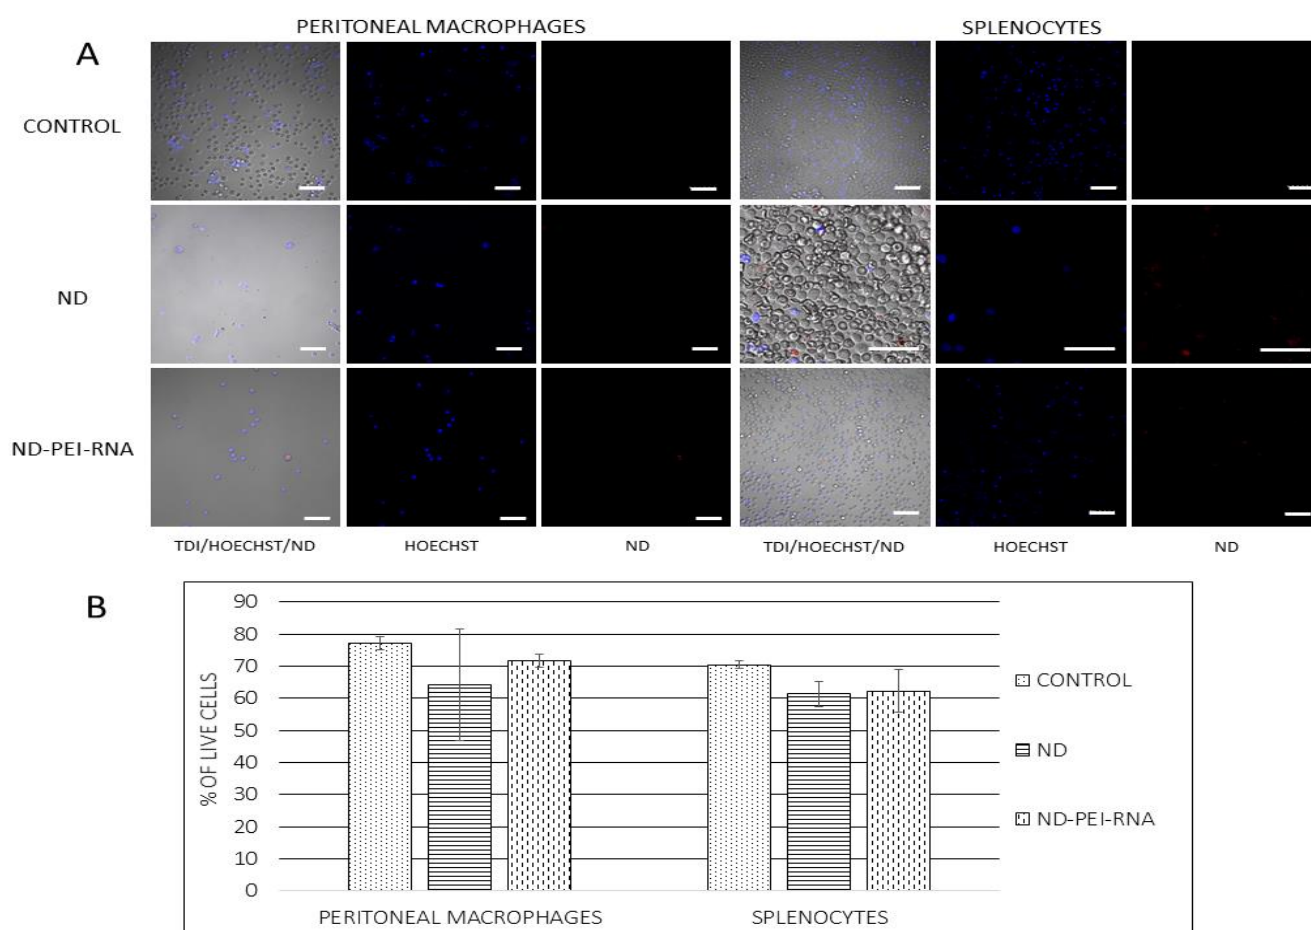 PERITONEAL MACROPHAGES SPLENOCYTES
A
CONTROL
ND
ND-PEI-RNA
TDI/HOECHST/ND HOECHST ND TDI/HOECHST/ND HOECHST ND
B
90
80
70
60
50
40
30
20
10
0
% OF LIVE CELLS
PERITONEAL MACROPHAGES SPLENOCYTES
CONTROL
ND
ND-PEI-RNA